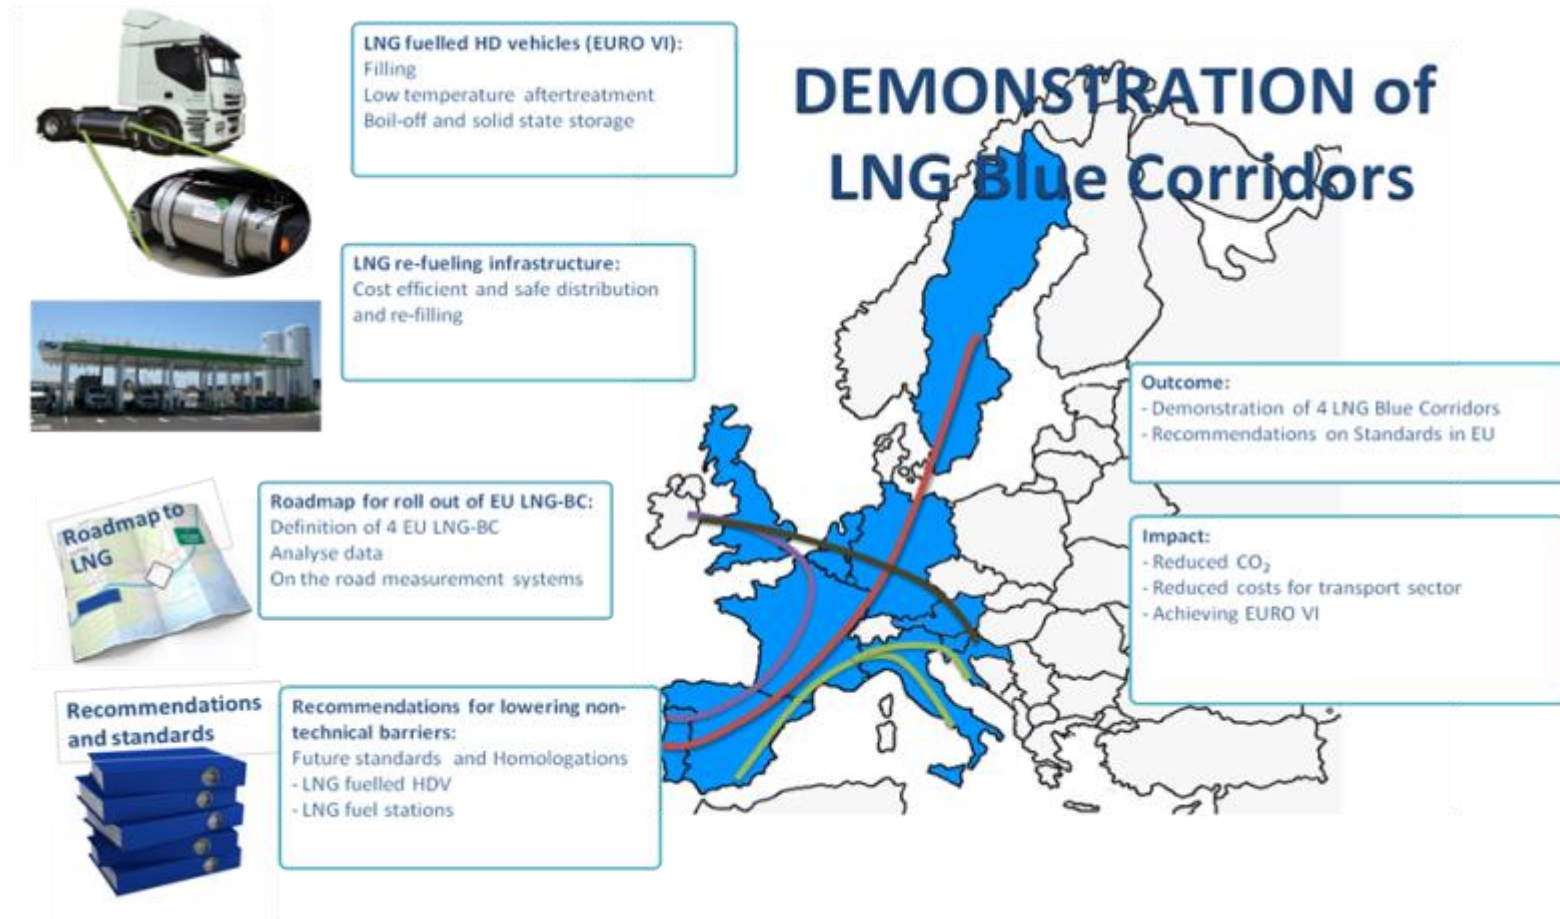 DEMONSTRATION of
LNG Blue Corridors
LNG fuelled HD vehicles (EURO VI):
Filling
Low temperature aftertreatment
Boil-off and solid state storage
LNG re-fueling infrastructure:
Cost efficient and safe distribution
and re-filling
Roadmap to
LNG
Roadmap for roll out of EU LNG-BC:
Definition of 4 EU LNG-BC
Analyse data
On the road measurement systems
Recommendations
and standards
Recommendations for lowering non-
technical barriers:
Future standards and Homologations
- LNG fuelled HDV
- LNG fuel stations
Outcome:
- Demonstration of 4 LNG Blue Corridors
- Recommendations on Standards in EU
Impact:
- Reduced CO₂
- Reduced costs for transport sector
- Achieving EURO VI